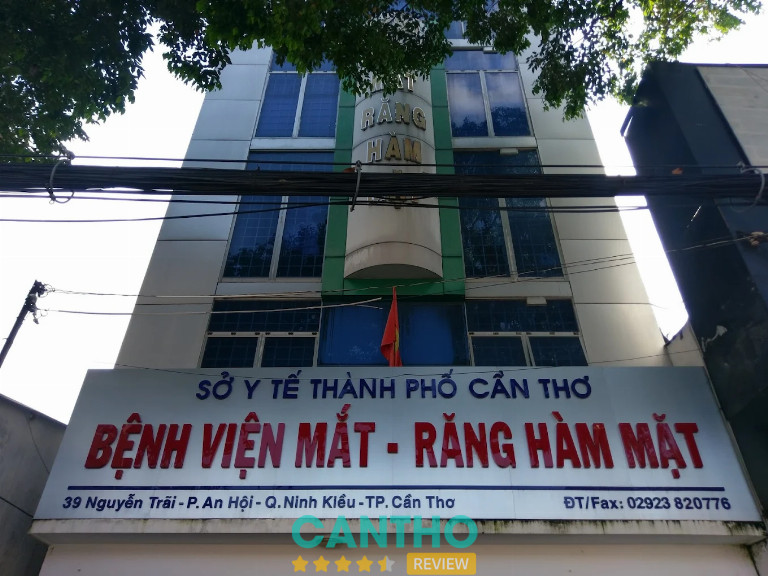 RĂNG
HÀM
SỞ Y TẾ THÀNH PHỐ CẦN THƠ
BỆNH VIỆN MẮT - RĂNG HÀM MẶT
39 Nguyễn Trãi - P. An Hội - Q. Ninh Kiều - TP. Cần Thơ
ĐT/Fax: 02923 820776
CANTHO
REVIEW